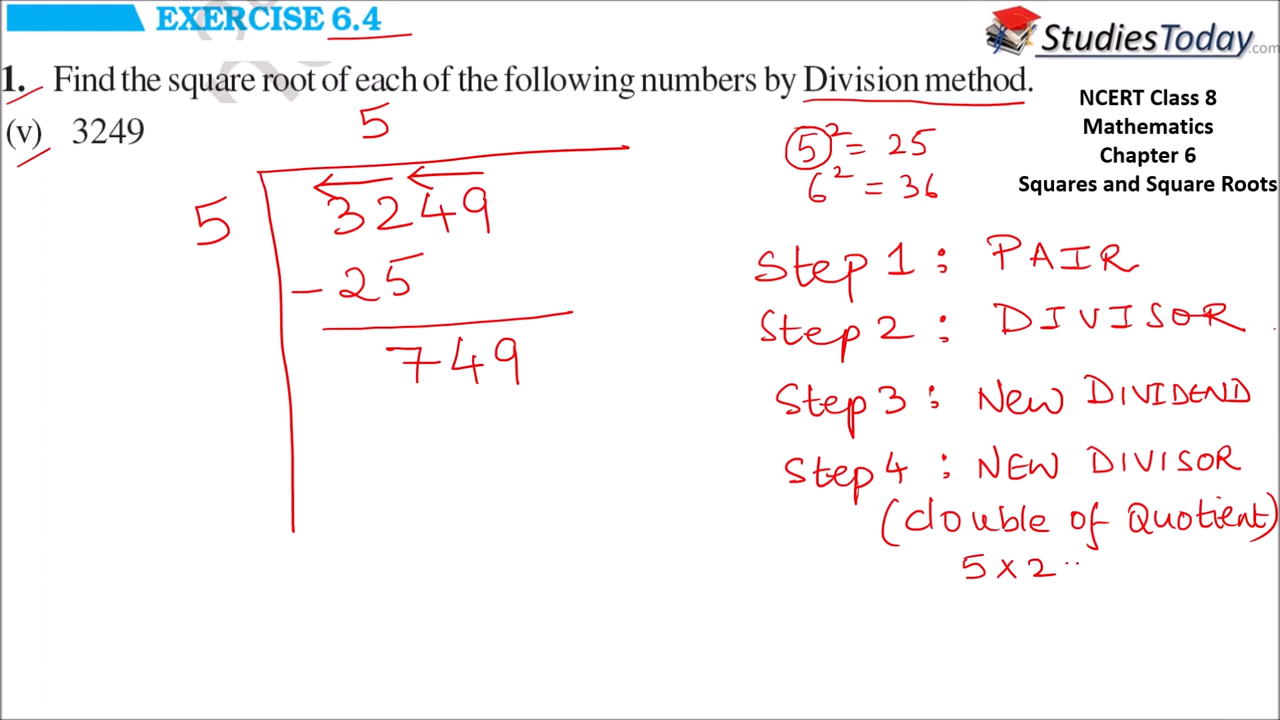 EXERCISE 6.4
StudiesToday.com
1. Find the square root of each of the following numbers by Division method.
(v) 3249
NCERT Class 8
Mathematics
Chapter 6
Squares and Square Roots
5
5 3249
- 25
749
5² = 25
6² = 36
Step 1 : PAIR
Step 2 : DIVISOR
Step 3 : New DIVIDEND
Step 4 : NEW DIVISOR
(double of Quotient)
5 × 2